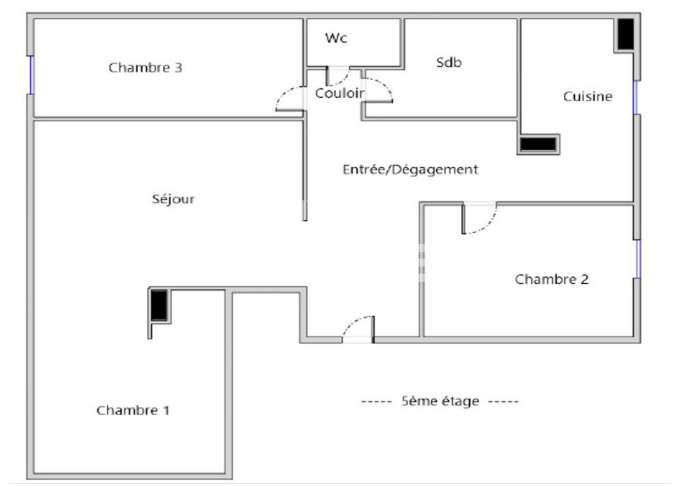 Wc
Chambre 3
Sdb
Couloir
Cuisine
Entrée/Dégagement
Séjour
Chambre 2
----- 5ème étage -----
Chambre 1